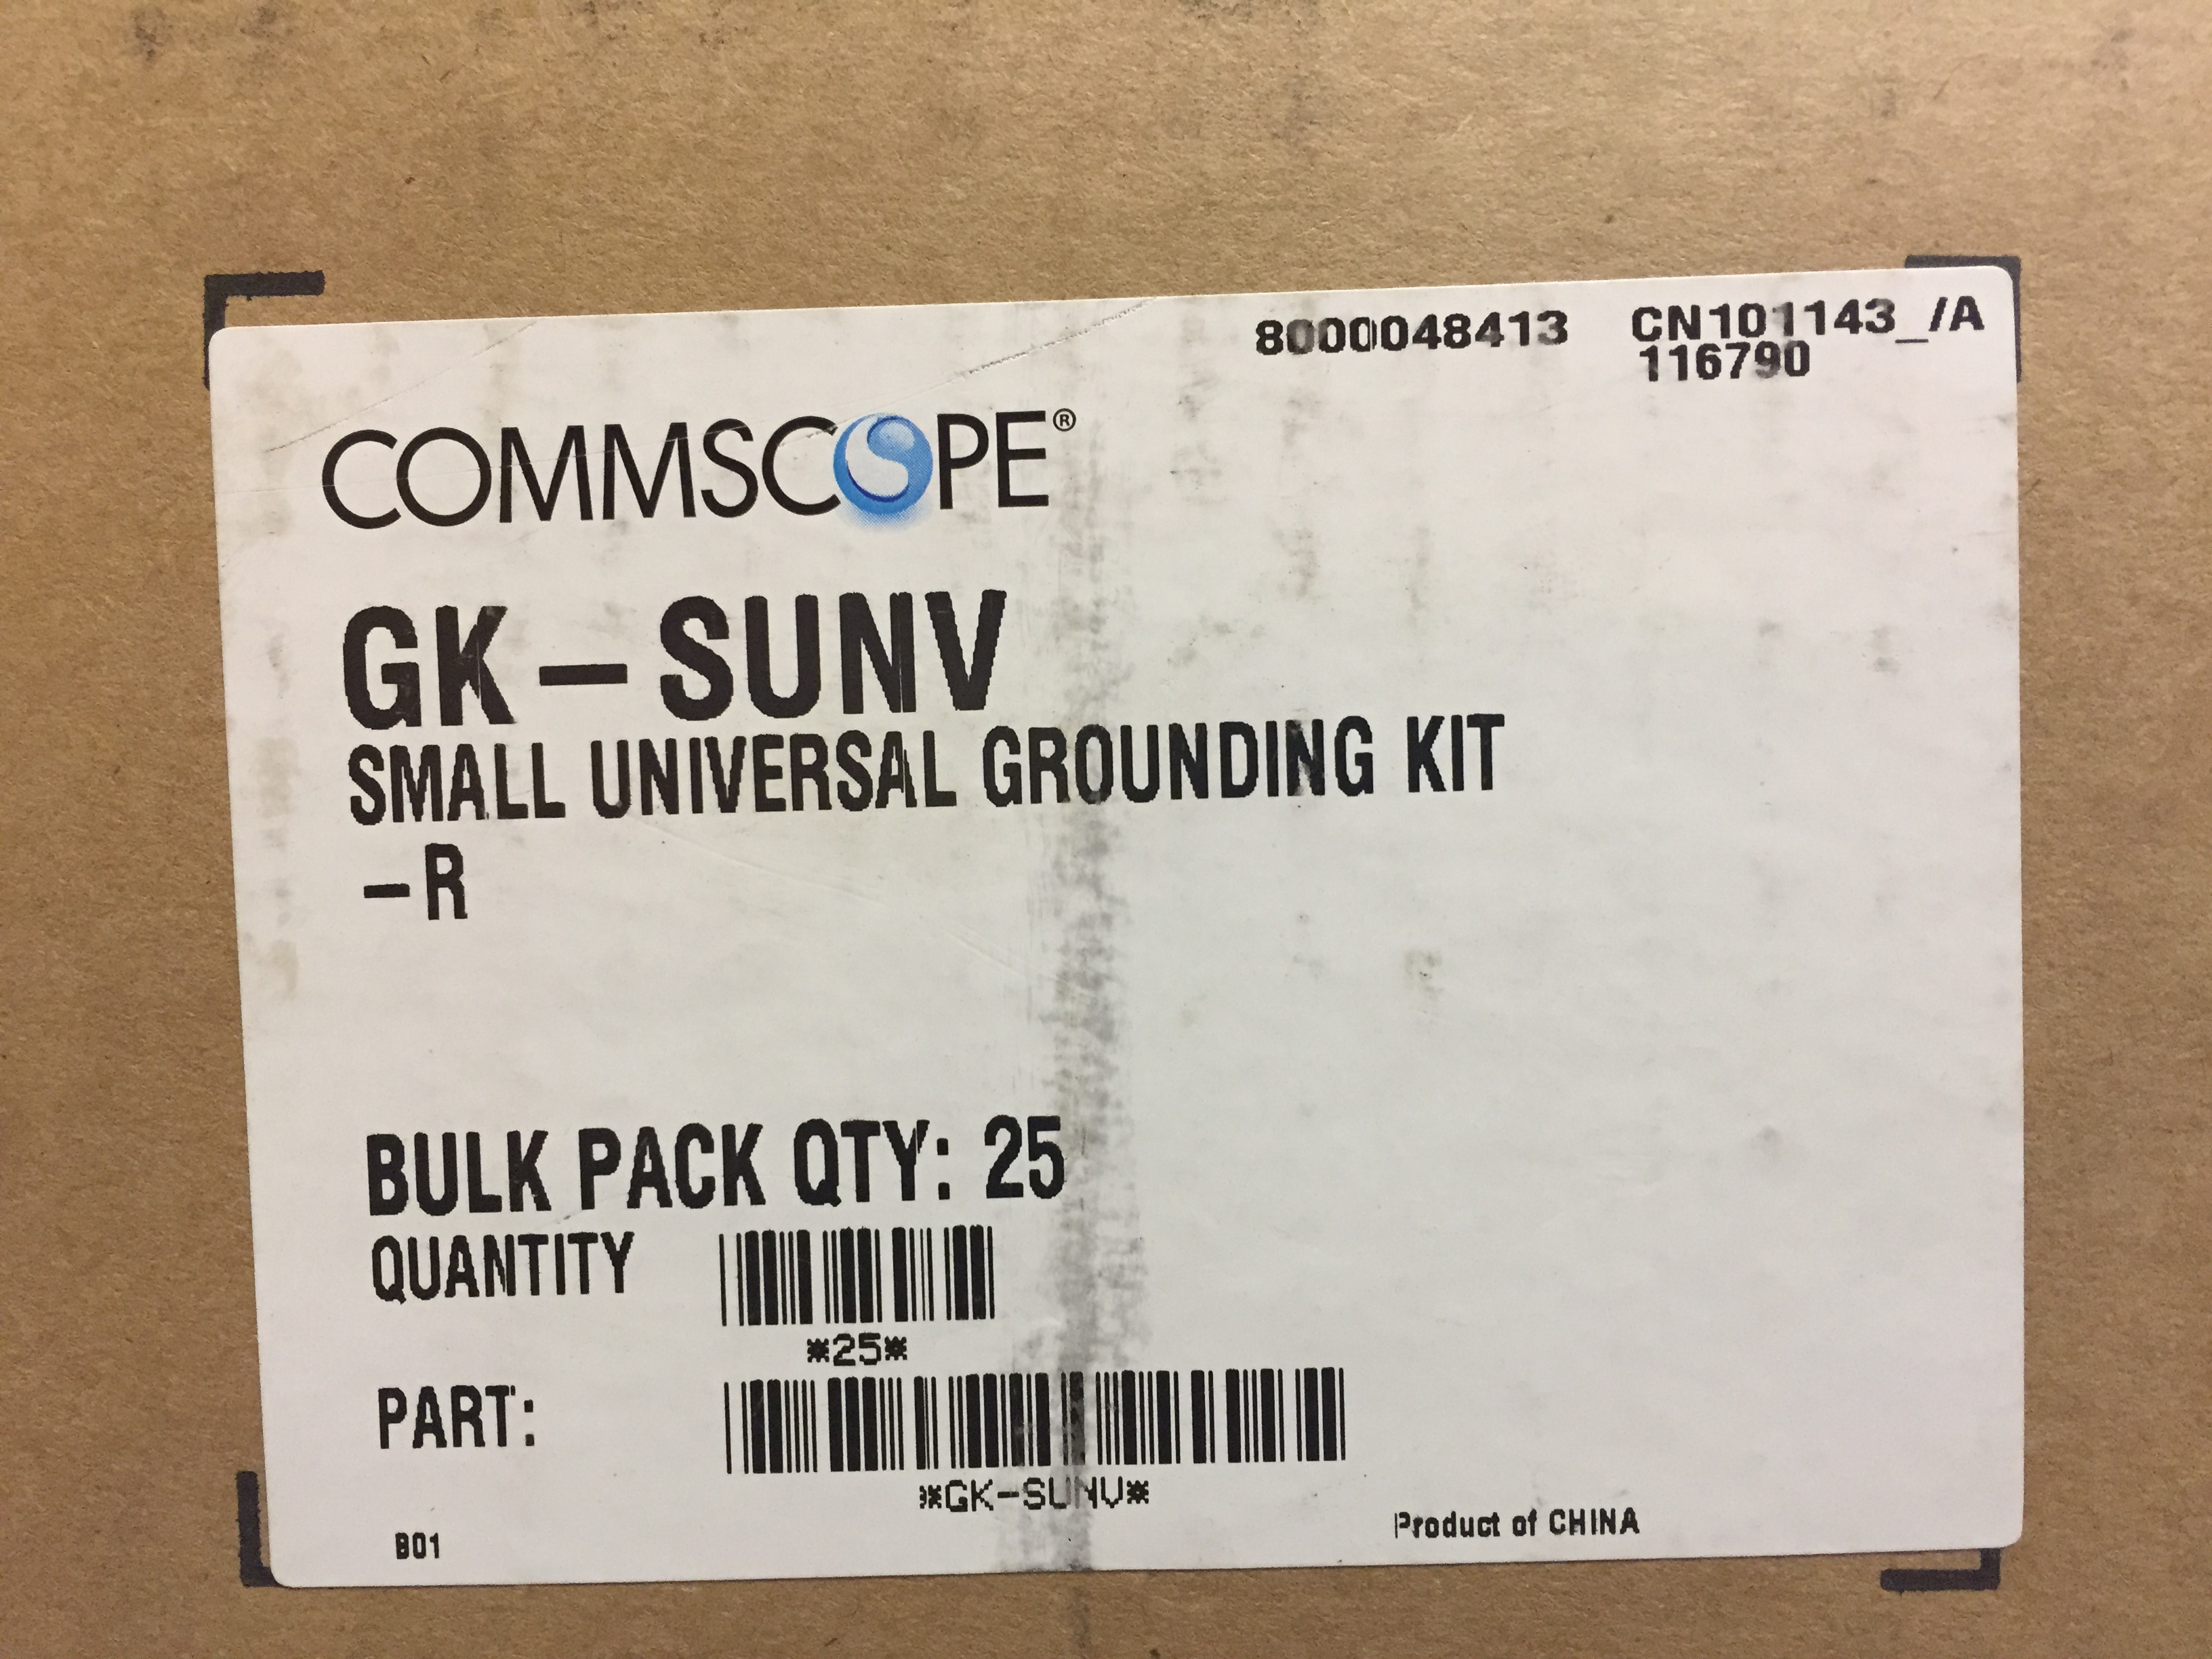 8000048413 CN101143_/A
116790
COMMSCOPE®
GK-SUNV
SMALL UNIVERSAL GROUNDING KIT
-R
BULK PACK QTY: 25
QUANTITY
*25*
PART:
*GK-SUNV*
B01
Product of CHINA